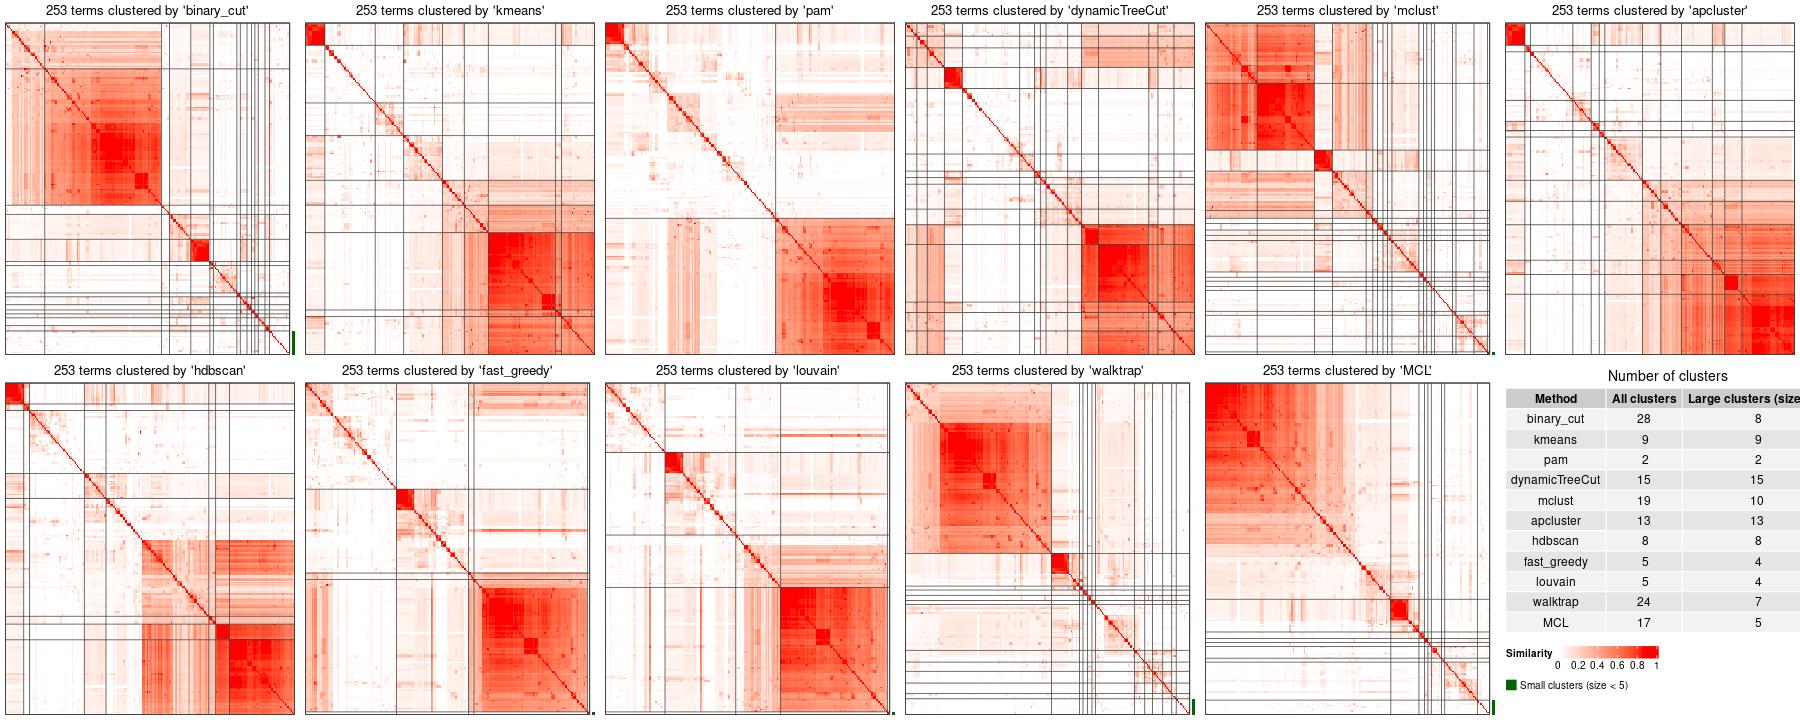 253 terms clustered by 'binary_cut'
253 terms clustered by 'kmeans'
253 terms clustered by 'pam'
253 terms clustered by 'dynamicTreeCut'
253 terms clustered by 'mclust'
253 terms clustered by 'apcluster'
253 terms clustered by 'hdbscan'
253 terms clustered by 'fast_greedy'
253 terms clustered by 'louvain'
253 terms clustered by 'walktrap'
253 terms clustered by 'MCL'
Number of clusters
Method All clusters Large clusters (size
binary_cut 28 8
kmeans 9 9
pam 2 2
dynamicTreeCut 15 15
mclust 19 10
apcluster 13 13
hdbscan 8 8
fast_greedy 5 4
louvain 5 4
walktrap 24 7
MCL 17 5
Similarity
0 0.2 0.4 0.6 0.8 1
Small clusters (size < 5)